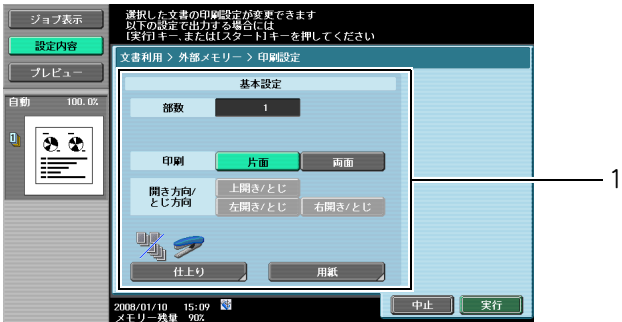 ジョブ表示
設定内容
プレビュー
自動 100.0%
選択した文書の印刷設定が変更できます
以下の設定で出力する場合には
[実行]キー､または[スタート]キーを押してください
文書利用 > 外部メモリー > 印刷設定
基本設定
部数 1
印刷 片面 両面
開き方向/
とじ方向
上開き/とじ
左開き/とじ 右開き/とじ
仕上り 用紙
2008/01/10 15:09
メモリー残量 90%
中止 実行
1